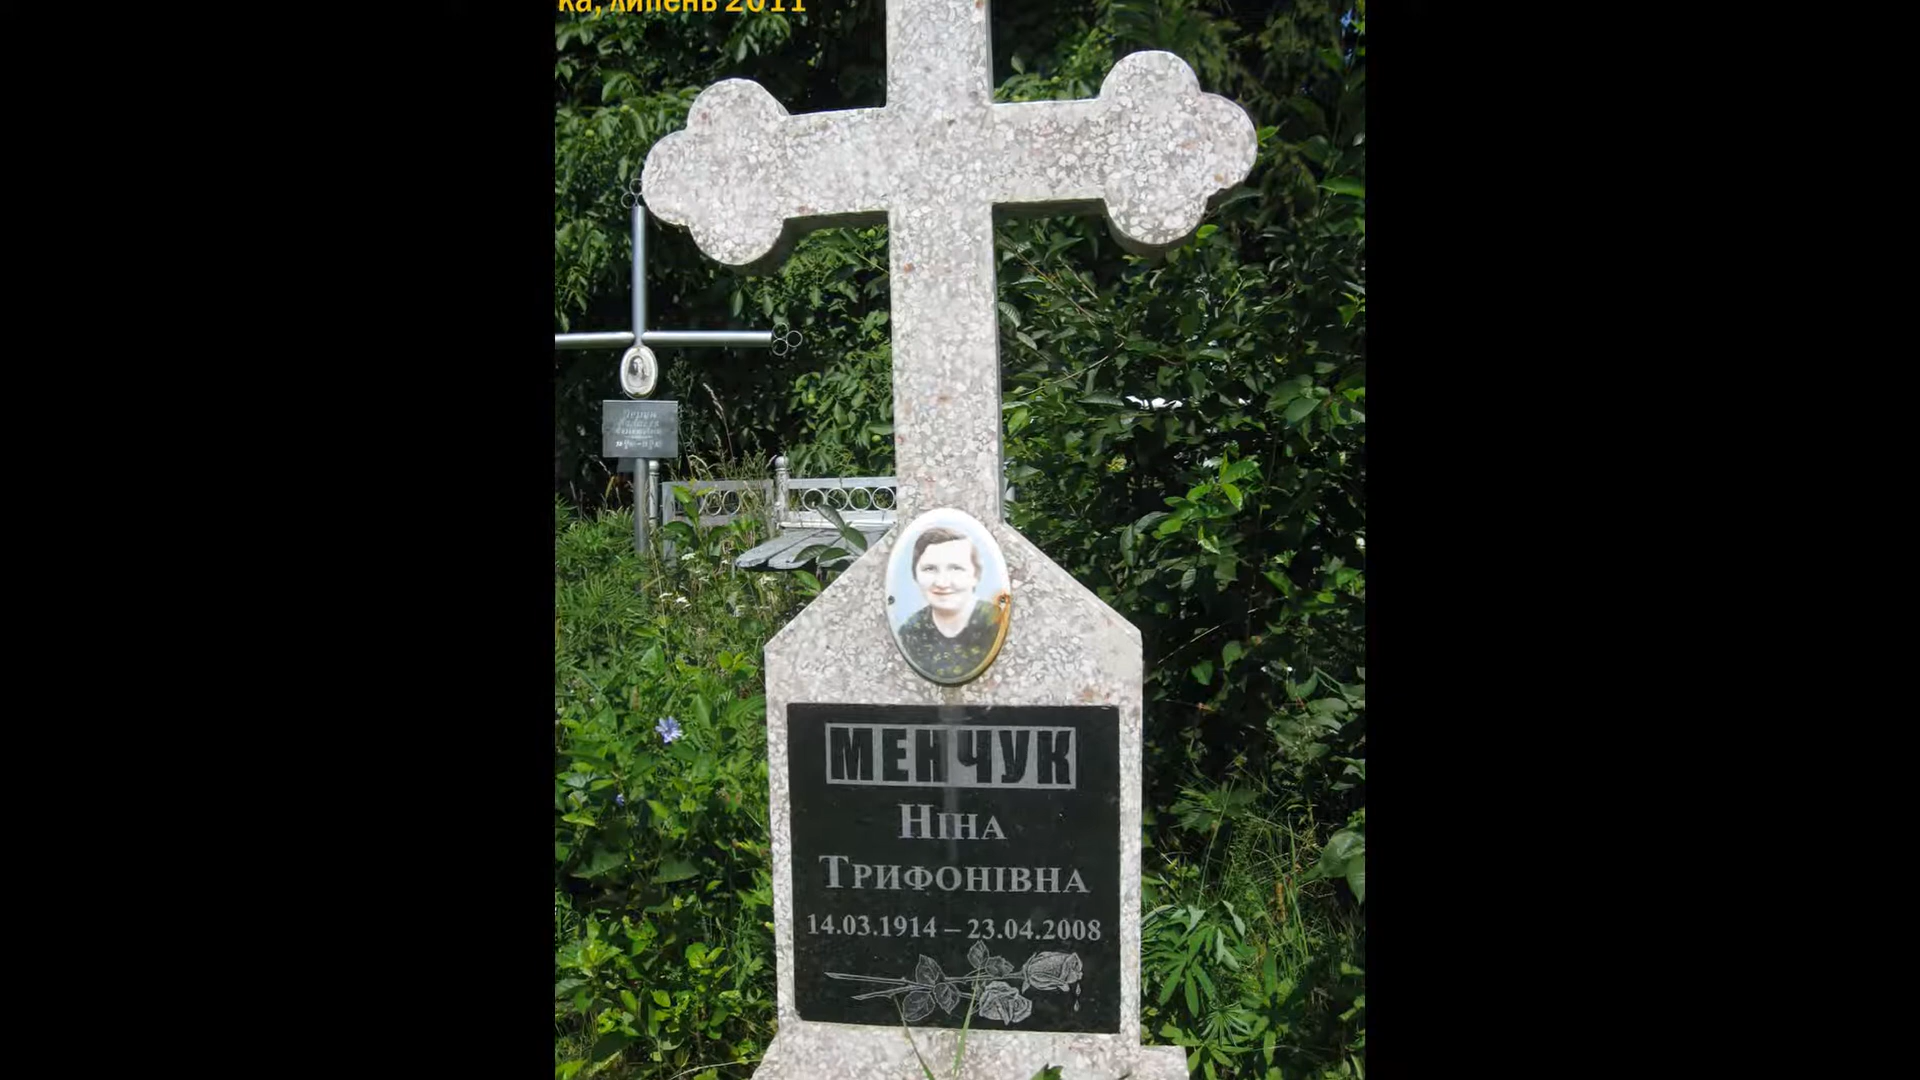 ка, липень 2011
МЕНЧУК
НІНА
ТРИФОНІВНА
14.03.1914 – 23.04.2008